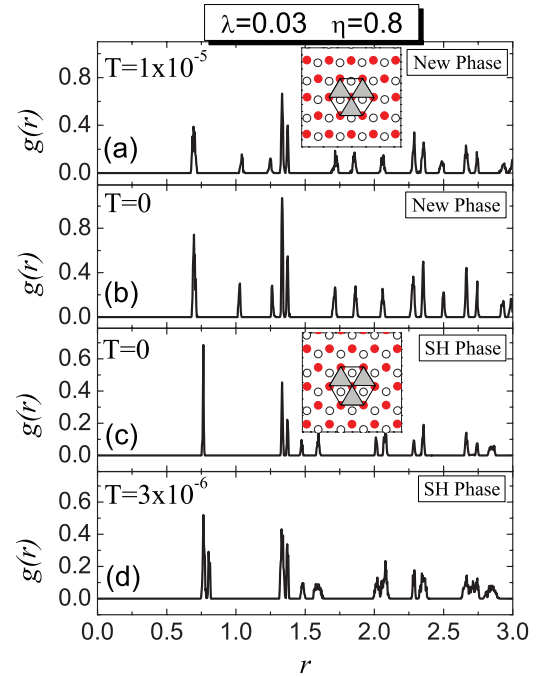 λ=0.03 η=0.8
T=1x10⁻⁵
New Phase
0.8
0.4
0.0
g(r)
(a)
T=0
New Phase
0.8
0.4
0.0
g(r)
(b)
T=0
SH Phase
0.6
0.4
0.2
0.0
g(r)
(c)
T=3x10⁻⁶
SH Phase
0.6
0.4
0.2
0.0
g(r)
(d)
0.0 0.5 1.0 1.5 2.0 2.5 3.0
r